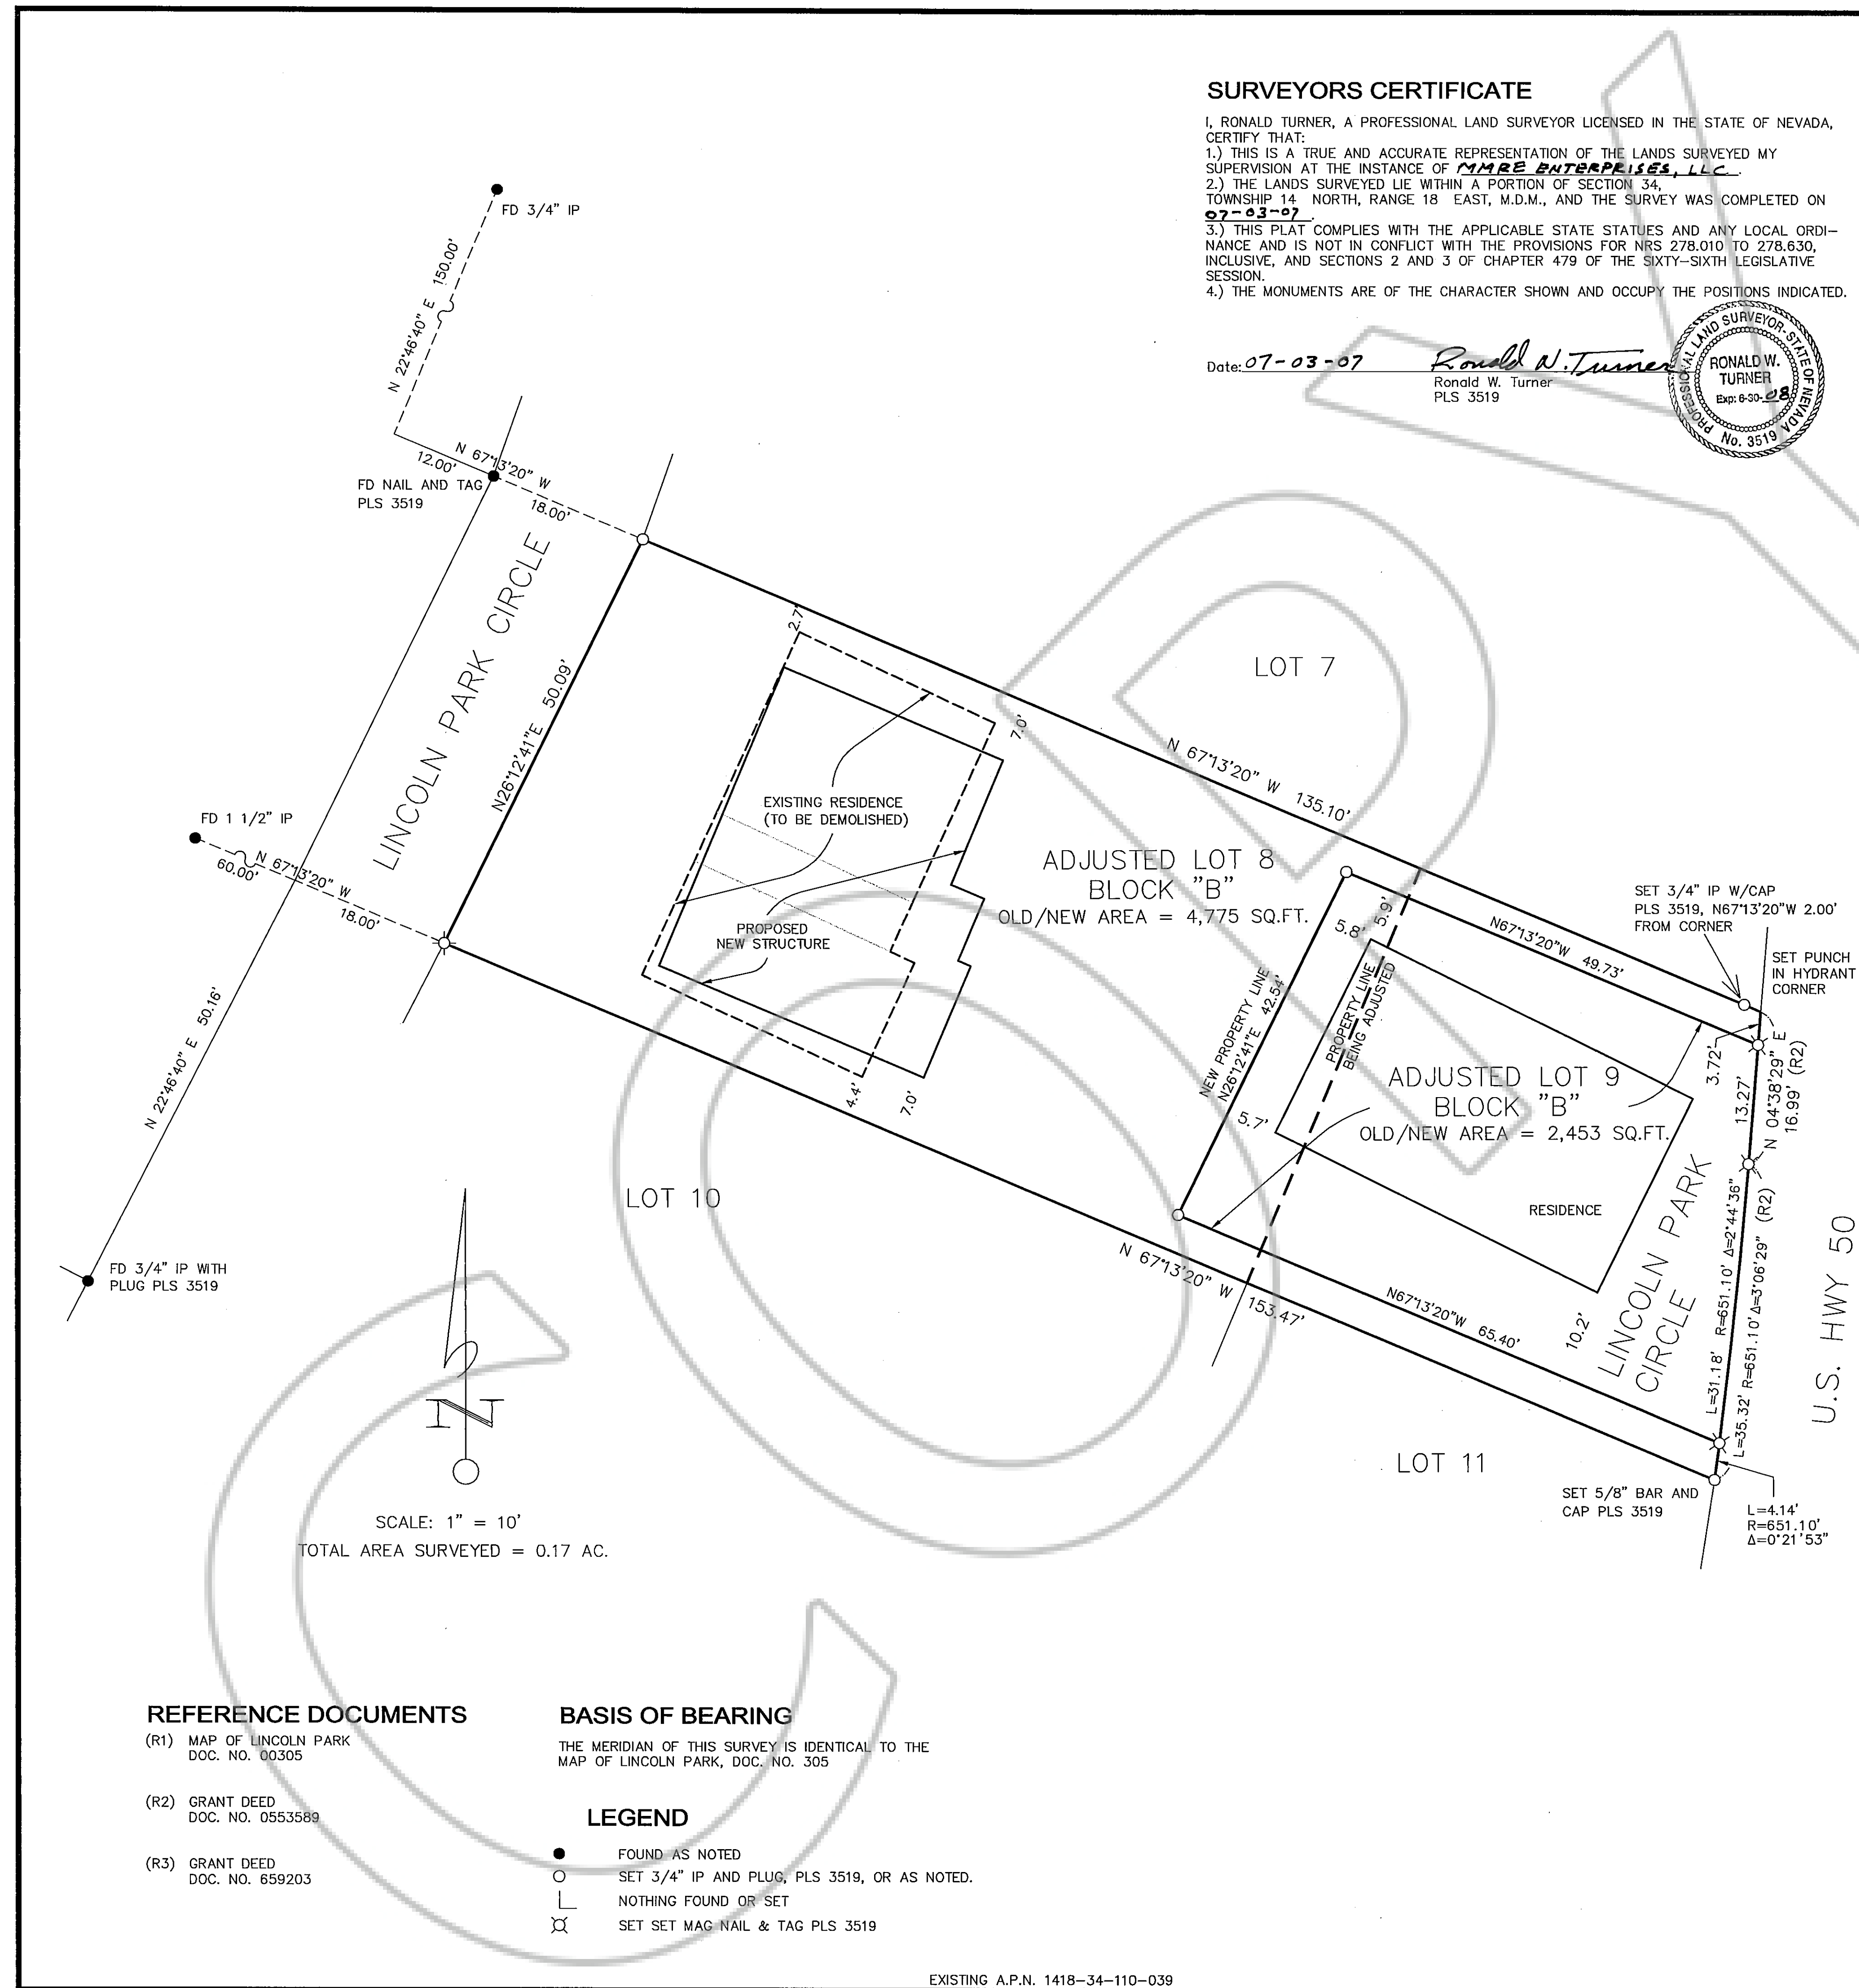 SURVEYORS CERTIFICATE
I, RONALD TURNER, A PROFESSIONAL LAND SURVEYOR LICENSED IN THE STATE OF NEVADA,
CERTIFY THAT:
1.) THIS IS A TRUE AND ACCURATE REPRESENTATION OF THE LANDS SURVEYED MY
SUPERVISION AT THE INSTANCE OF MMRE ENTERPRISES, LLC.
2.) THE LANDS SURVEYED LIE WITHIN A PORTION OF SECTION 34,
TOWNSHIP 14 NORTH, RANGE 18 EAST, M.D.M., AND THE SURVEY WAS COMPLETED ON
07-03-07.
3.) THIS PLAT COMPLIES WITH THE APPLICABLE STATE STATUES AND ANY LOCAL ORDI-
NANCE AND IS NOT IN CONFLICT WITH THE PROVISIONS FOR NRS 278.010 TO 278.630,
INCLUSIVE, AND SECTIONS 2 AND 3 OF CHAPTER 479 OF THE SIXTY-SIXTH LEGISLATIVE
SESSION.
4.) THE MONUMENTS ARE OF THE CHARACTER SHOWN AND OCCUPY THE POSITIONS INDICATED.
Date: 07-03-07 Ronald W. Turner
Ronald W. Turner
PLS 3519
PROFESSIONAL LAND SURVEYOR-STATE OF NEVADA
RONALD W.
TURNER
Exp: 6-30-08
No. 3519
FD 3/4" IP
N 22°46'40" E 150.00'
N 67°13'20" W
12.00'
18.00'
FD NAIL AND TAG
PLS 3519
LINCOLN PARK CIRCLE
N26°12'41"E 50.09'
FD 1 1/2" IP
N 67°13'20" W
60.00'
18.00'
N 22°46'40" E 50.16'
FD 3/4" IP WITH
PLUG PLS 3519
2.7'
7.0'
EXISTING RESIDENCE
(TO BE DEMOLISHED)
PROPOSED
NEW STRUCTURE
4.4'
7.0'
LOT 7
N 67°13'20" W 135.10'
ADJUSTED LOT 8
BLOCK "B"
OLD/NEW AREA = 4,775 SQ.FT.
5.8'
5.9'
N67°13'20"W 49.73'
SET 3/4" IP W/CAP
PLS 3519, N67°13'20"W 2.00'
FROM CORNER
SET PUNCH
IN HYDRANT
CORNER
NEW PROPERTY LINE
N26°12'41"E 42.54'
PROPERTY LINE
BEING ADJUSTED
ADJUSTED LOT 9
BLOCK "B"
OLD/NEW AREA = 2,453 SQ.FT.
5.7'
3.72'
13.27'
N 04°38'29" E
16.99' (R2)
RESIDENCE
LOT 10
N 67°13'20" W 153.47'
N67°13'20"W 65.40'
10.2'
LINCOLN PARK
CIRCLE
L=31.18' R=651.10' Δ=2°44'36"
L=35.32' R=651.10' Δ=3°06'29" (R2)
U.S. HWY 50
LOT 11
SET 5/8" BAR AND
CAP PLS 3519
L=4.14'
R=651.10'
Δ=0°21'53"
N
SCALE: 1" = 10'
TOTAL AREA SURVEYED = 0.17 AC.
REFERENCE DOCUMENTS
(R1) MAP OF LINCOLN PARK
DOC. NO. 00305
(R2) GRANT DEED
DOC. NO. 0553589
(R3) GRANT DEED
DOC. NO. 659203
BASIS OF BEARING
THE MERIDIAN OF THIS SURVEY IS IDENTICAL TO THE
MAP OF LINCOLN PARK, DOC. NO. 305
LEGEND
FOUND AS NOTED
SET 3/4" IP AND PLUG, PLS 3519, OR AS NOTED.
NOTHING FOUND OR SET
SET SET MAG NAIL & TAG PLS 3519
EXISTING A.P.N. 1418-34-110-039
COPY